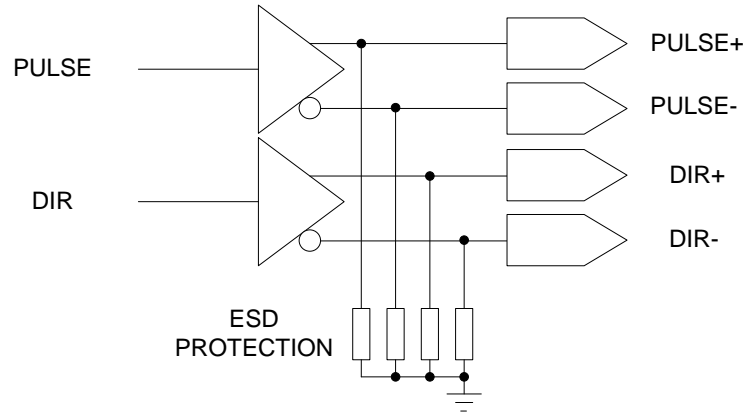 PULSE
PULSE+
PULSE-
DIR
DIR+
DIR-
ESD
PROTECTION